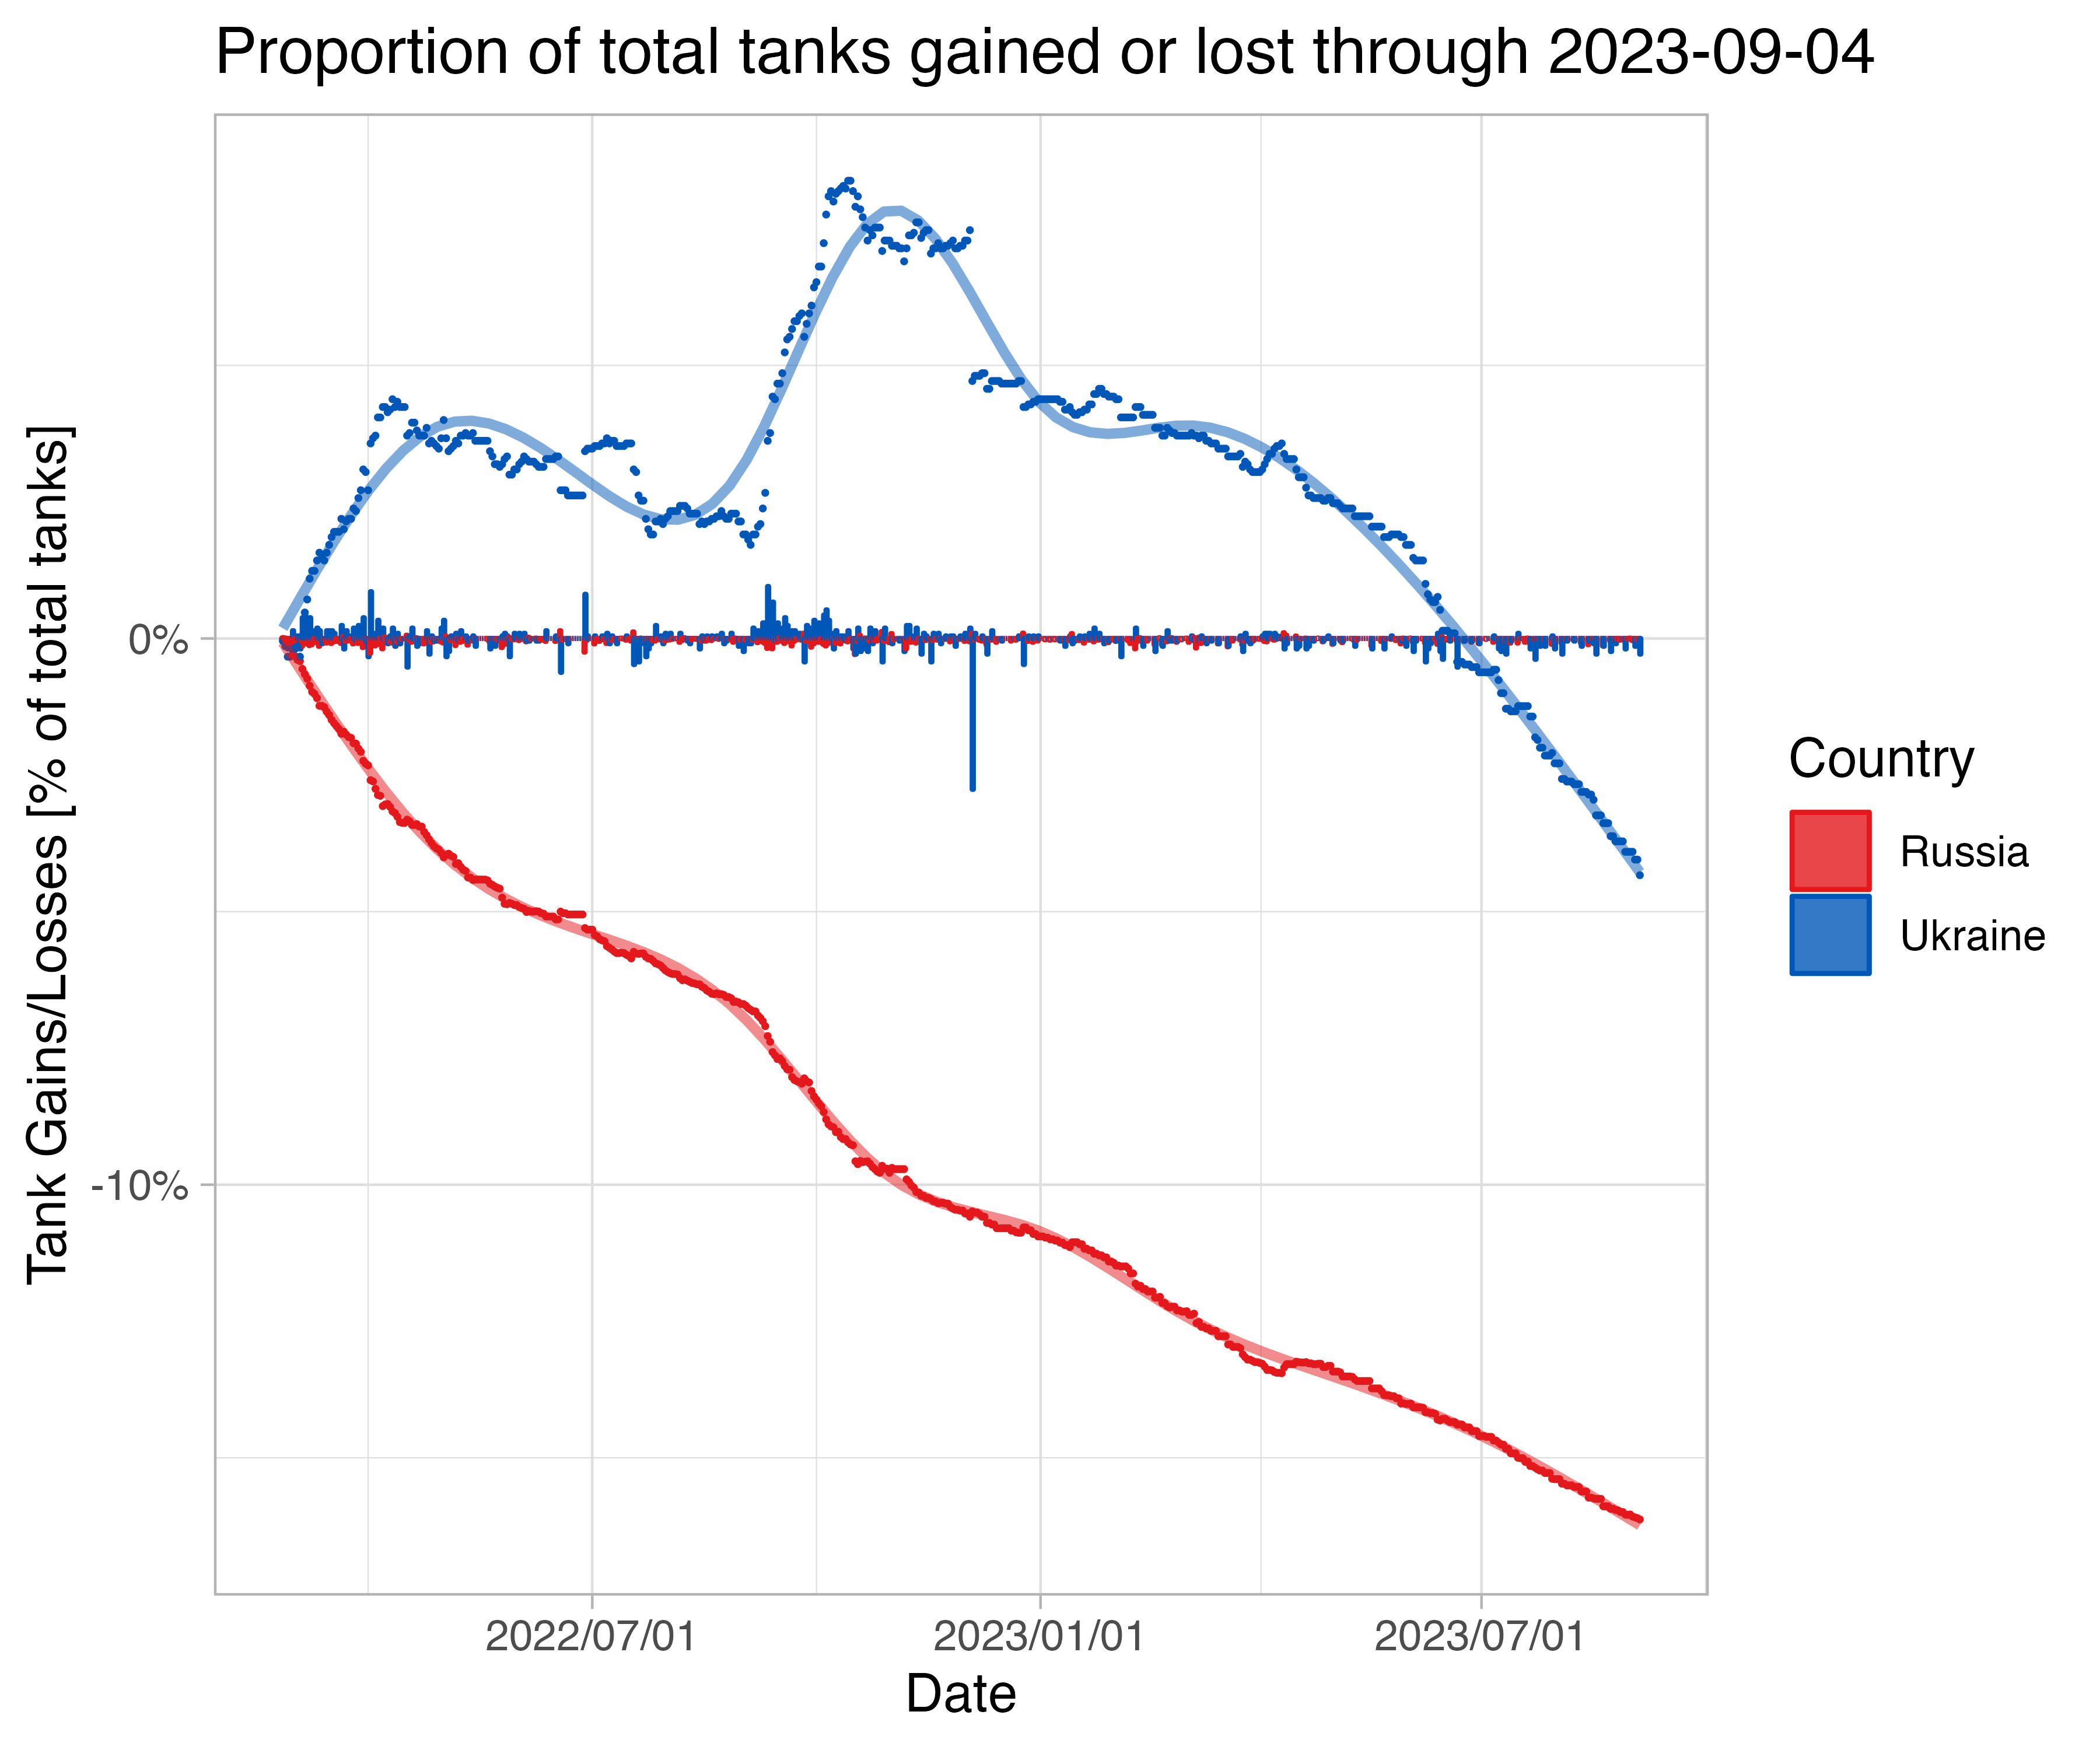 Proportion of total tanks gained or lost through 2023-09-04
Tank Gains/Losses [% of total tanks]
0%
-10%
2022/07/01
2023/01/01
2023/07/01
Date
Country
Russia
Ukraine